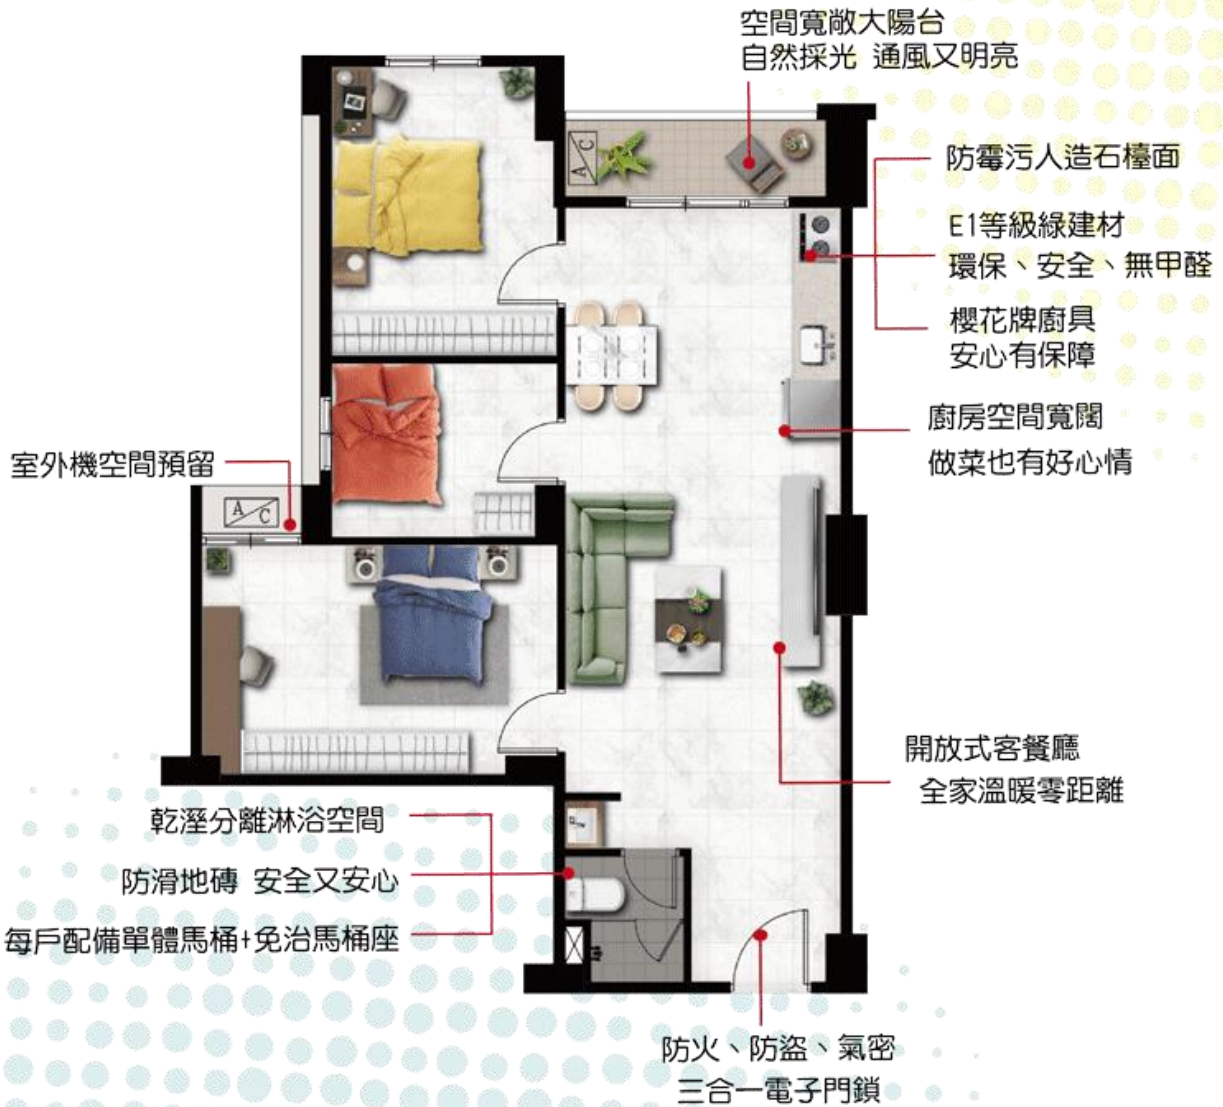 空間寬敞大陽台
自然採光 通風又明亮
防霉污人造石檯面
E1等級綠建材
環保、安全、無甲醛
櫻花牌廚具
安心有保障
廚房空間寬闊
做菜也有好心情
室外機空間預留
A/C
A/C
開放式客餐廳
全家溫暖零距離
乾溼分離淋浴空間
防滑地磚 安全又安心
每戶配備單體馬桶+免治馬桶座
防火、防盜、氣密
三合一電子門鎖